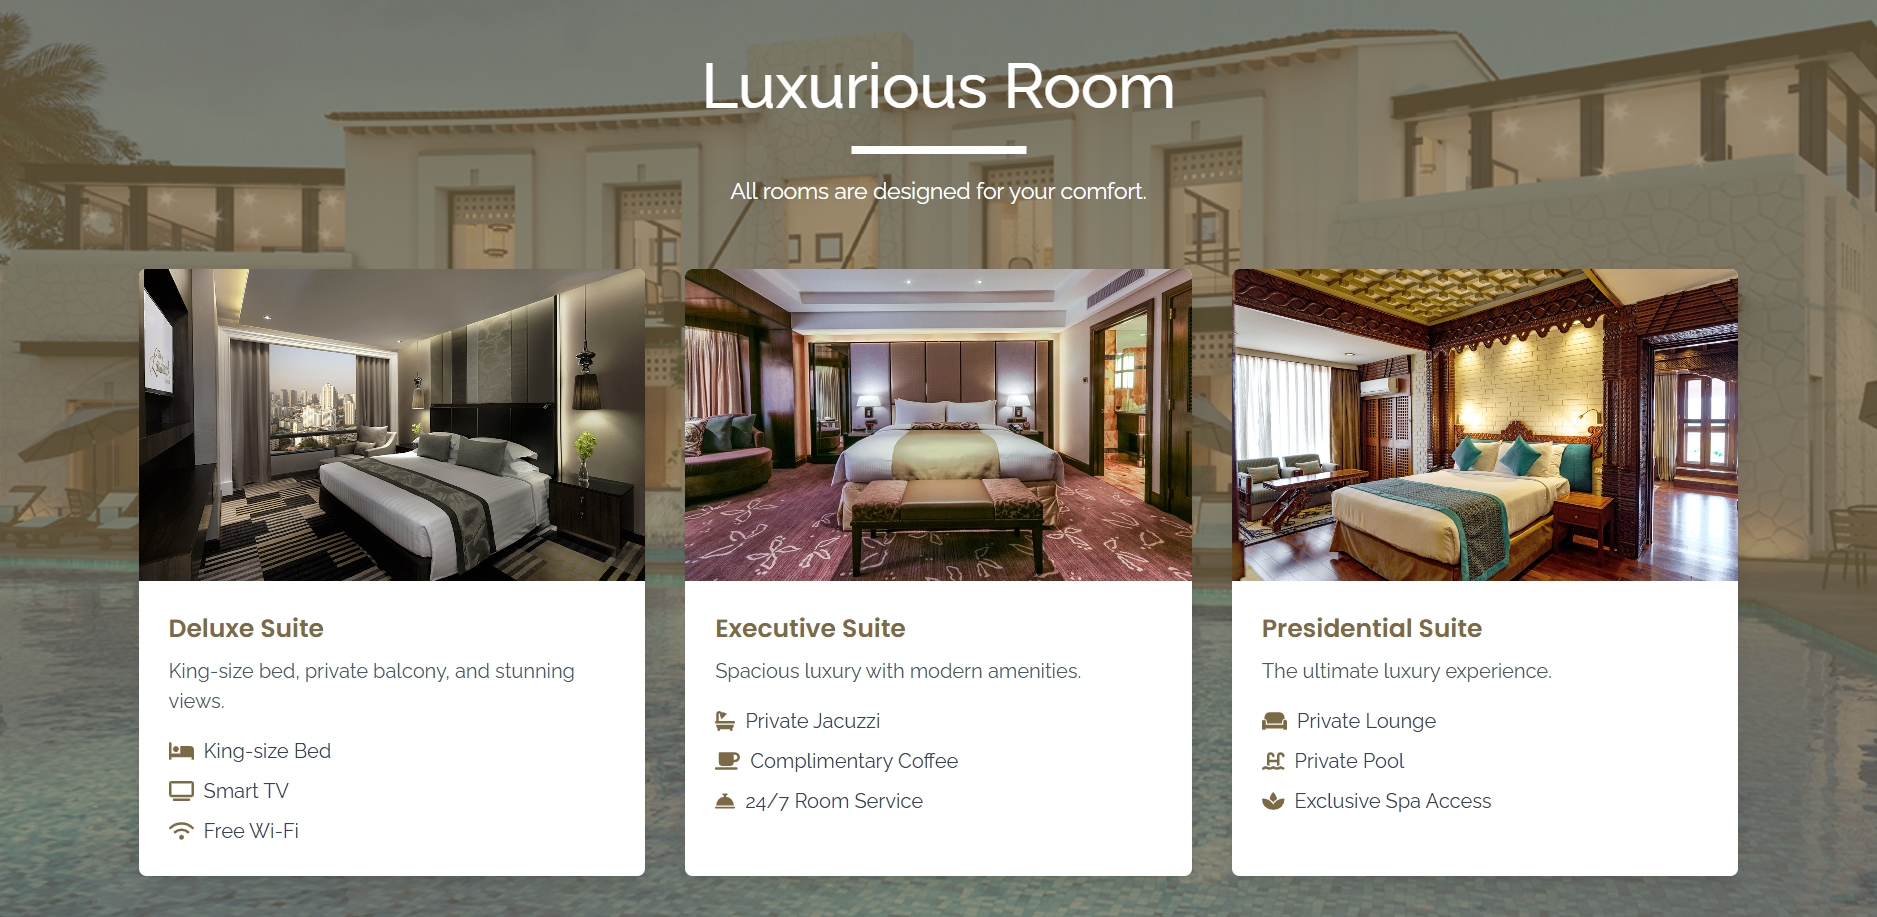 Luxurious Room
All rooms are designed for your comfort.
Deluxe Suite
King-size bed, private balcony, and stunning
views.
King-size Bed
Smart TV
Free Wi-Fi
Executive Suite
Spacious luxury with modern amenities.
Private Jacuzzi
Complimentary Coffee
24/7 Room Service
Presidential Suite
The ultimate luxury experience.
Private Lounge
Private Pool
Exclusive Spa Access